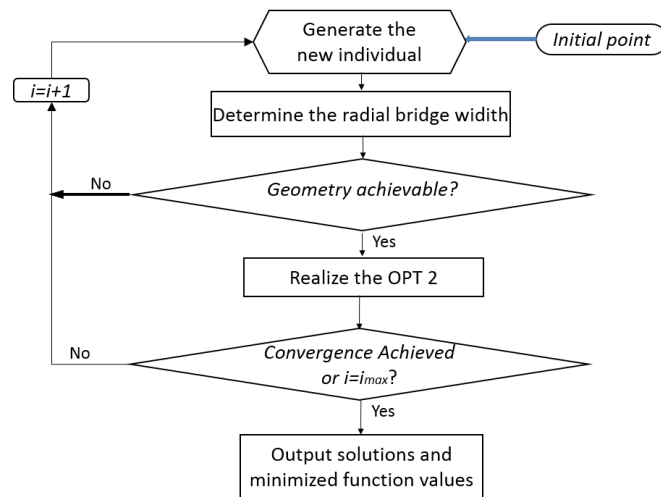 Generate the
new individual
Initial point
i=i+1
Determine the radial bridge widith
No
Geometry achievable?
Yes
Realize the OPT 2
No
Convergence Achieved
or i=imax?
Yes
Output solutions and
minimized function values